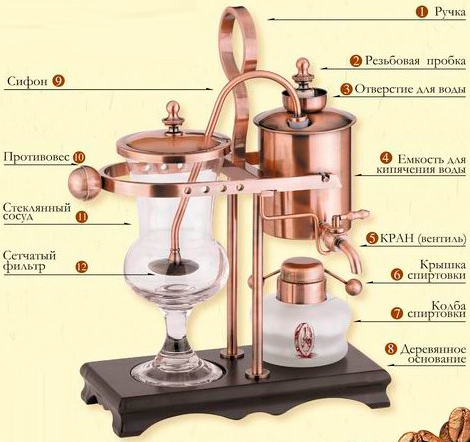 1 Ручка
2 Резьбовая пробка
Сифон 9
3 Отверстие для воды
Противовес 10
4 Емкость для
кипячения воды
Стеклянный
сосуд 11
5 КРАН (вентиль)
Сетчатый
фильтр 12
6 Крышка
спиртовки
7 Колба
спиртовки
8 Деревянное
основание